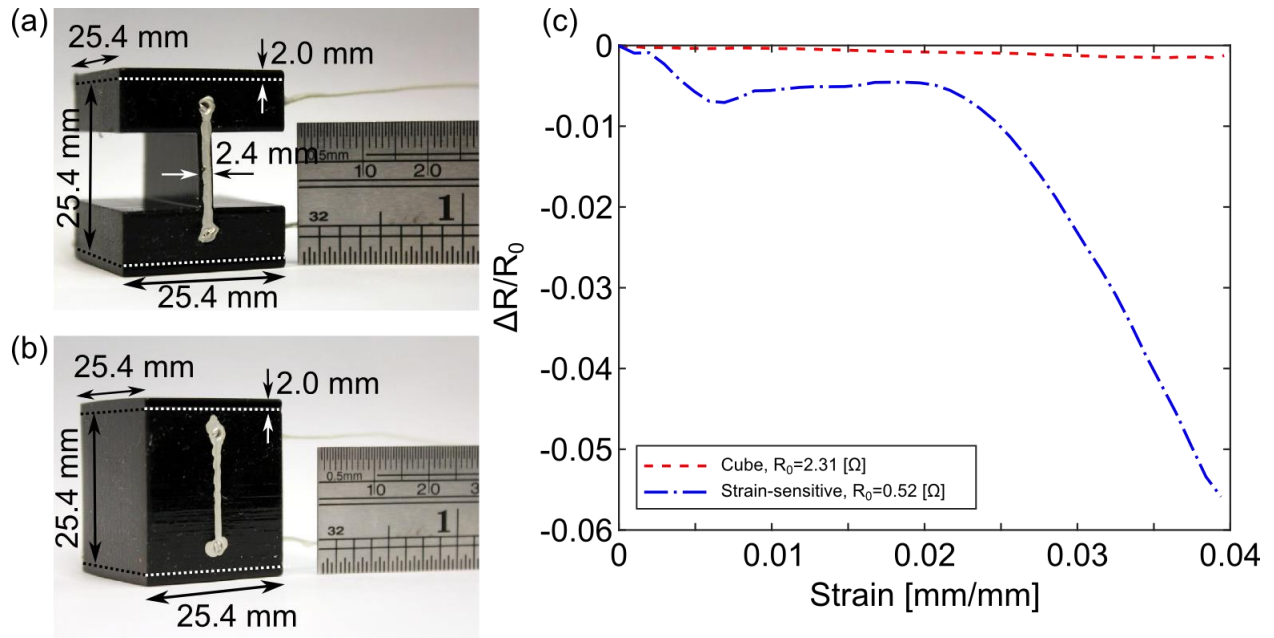 (a)
25.4 mm
2.0 mm
25.4 mm
2.4 mm
25.4 mm
0.5mm
10 20
32
1
(b)
25.4 mm
2.0 mm
25.4 mm
25.4 mm
0.5mm
10 20 3
32
1
(c)
ΔR/R0
0
-0.01
-0.02
-0.03
-0.04
-0.05
-0.06
0 0.01 0.02 0.03 0.04
Strain [mm/mm]
Cube, R0=2.31 [Ω]
Strain-sensitive, R0=0.52 [Ω]